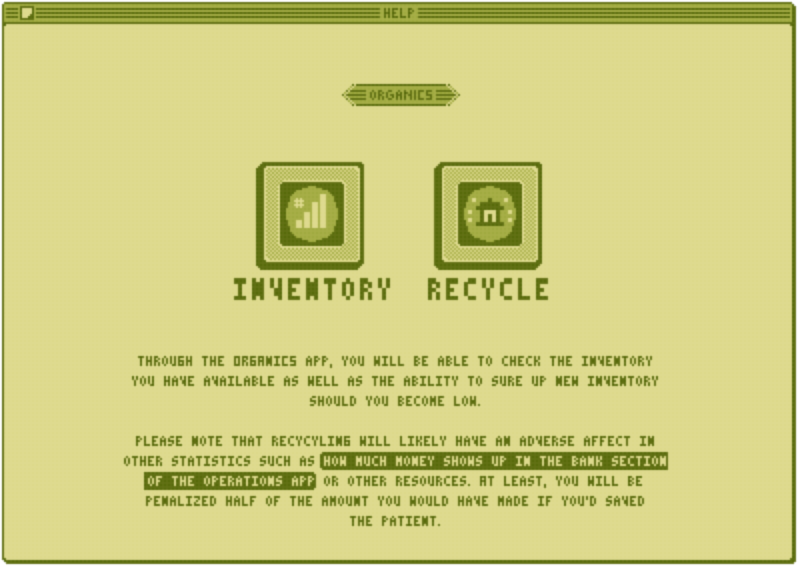 HELP
ORGANICS
INVENTORY RECYCLE
THROUGH THE ORGANICS APP, YOU WILL BE ABLE TO CHECK THE INVENTORY
YOU HAVE AVAILABLE AS WELL AS THE ABILITY TO SURE UP NEW INVENTORY
SHOULD YOU BECOME LOW.
PLEASE NOTE THAT RECYCYLING WILL LIKELY HAVE AN ADVERSE AFFECT IN
OTHER STATISTICS SUCH AS HOW MUCH MONEY SHOWS UP IN THE BANK SECTION
OF THE OPERATIONS APP OR OTHER RESOURCES. AT LEAST, YOU WILL BE
PENALIZED HALF OF THE AMOUNT YOU WOULD HAVE MADE IF YOU'D SAVED
THE PATIENT.